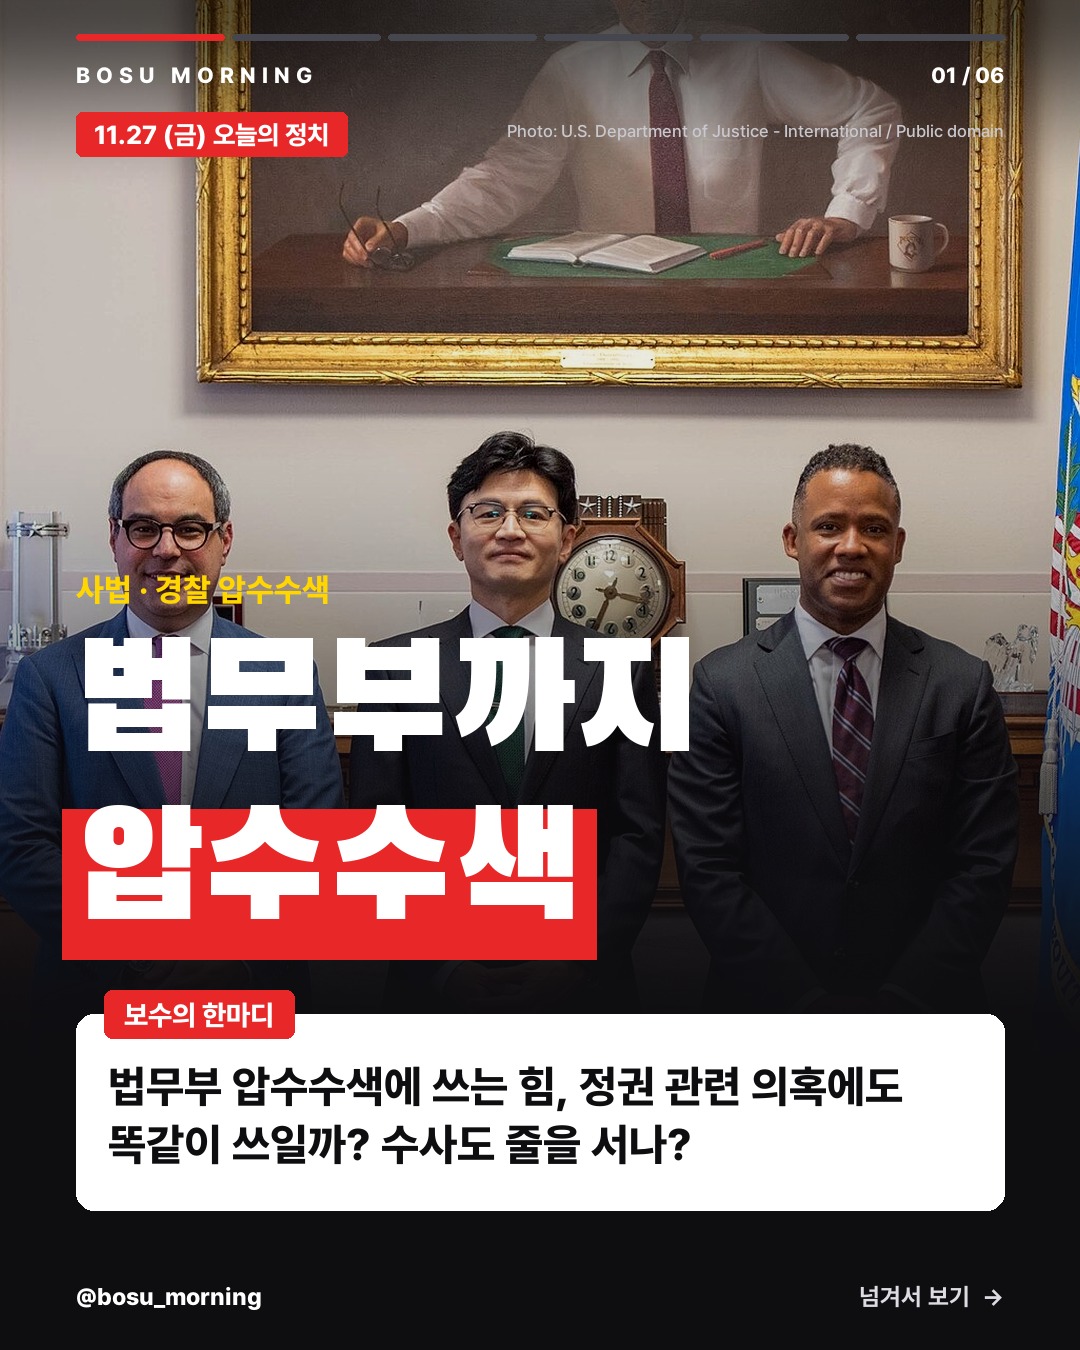 BOSU MORNING
01 / 06
11.27 (금) 오늘의 정치
Photo: U.S. Department of Justice - International / Public domain
사법 · 경찰 압수수색
법무부까지
압수수색
보수의 한마디
법무부 압수수색에 쓰는 힘, 정권 관련 의혹에도
똑같이 쓰일까? 수사도 줄을 서나?
@bosu_morning
넘겨서 보기 →